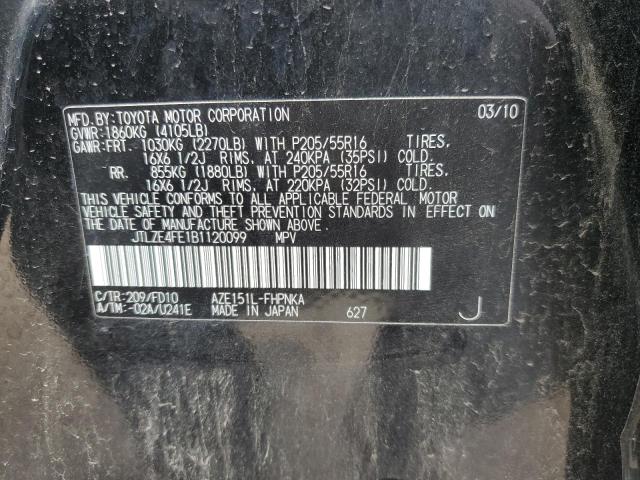 MFD.BY:TOYOTA MOTOR CORPORATION 03/10
GVWR:1860KG (4105LB)
GAWR:FRT. 1030KG (2270LB) WITH P205/55R16 TIRES,
16X6 1/2J RIMS, AT 240KPA (35PSI) COLD.
RR. 855KG (1880LB) WITH P205/55R16 TIRES,
16X6 1/2J RIMS, AT 220KPA (32PSI) COLD.
THIS VEHICLE CONFORMS TO ALL APPLICABLE FEDERAL MOTOR
VEHICLE SAFETY AND THEFT PREVENTION STANDARDS IN EFFECT ON
THE DATE OF MANUFACTURE SHOWN ABOVE.
JTLZE4FE1B1120099 MPV
C/TR:209/FD10 AZE151L-FHPNKA
A/TM:-02A/U241E MADE IN JAPAN 627 J